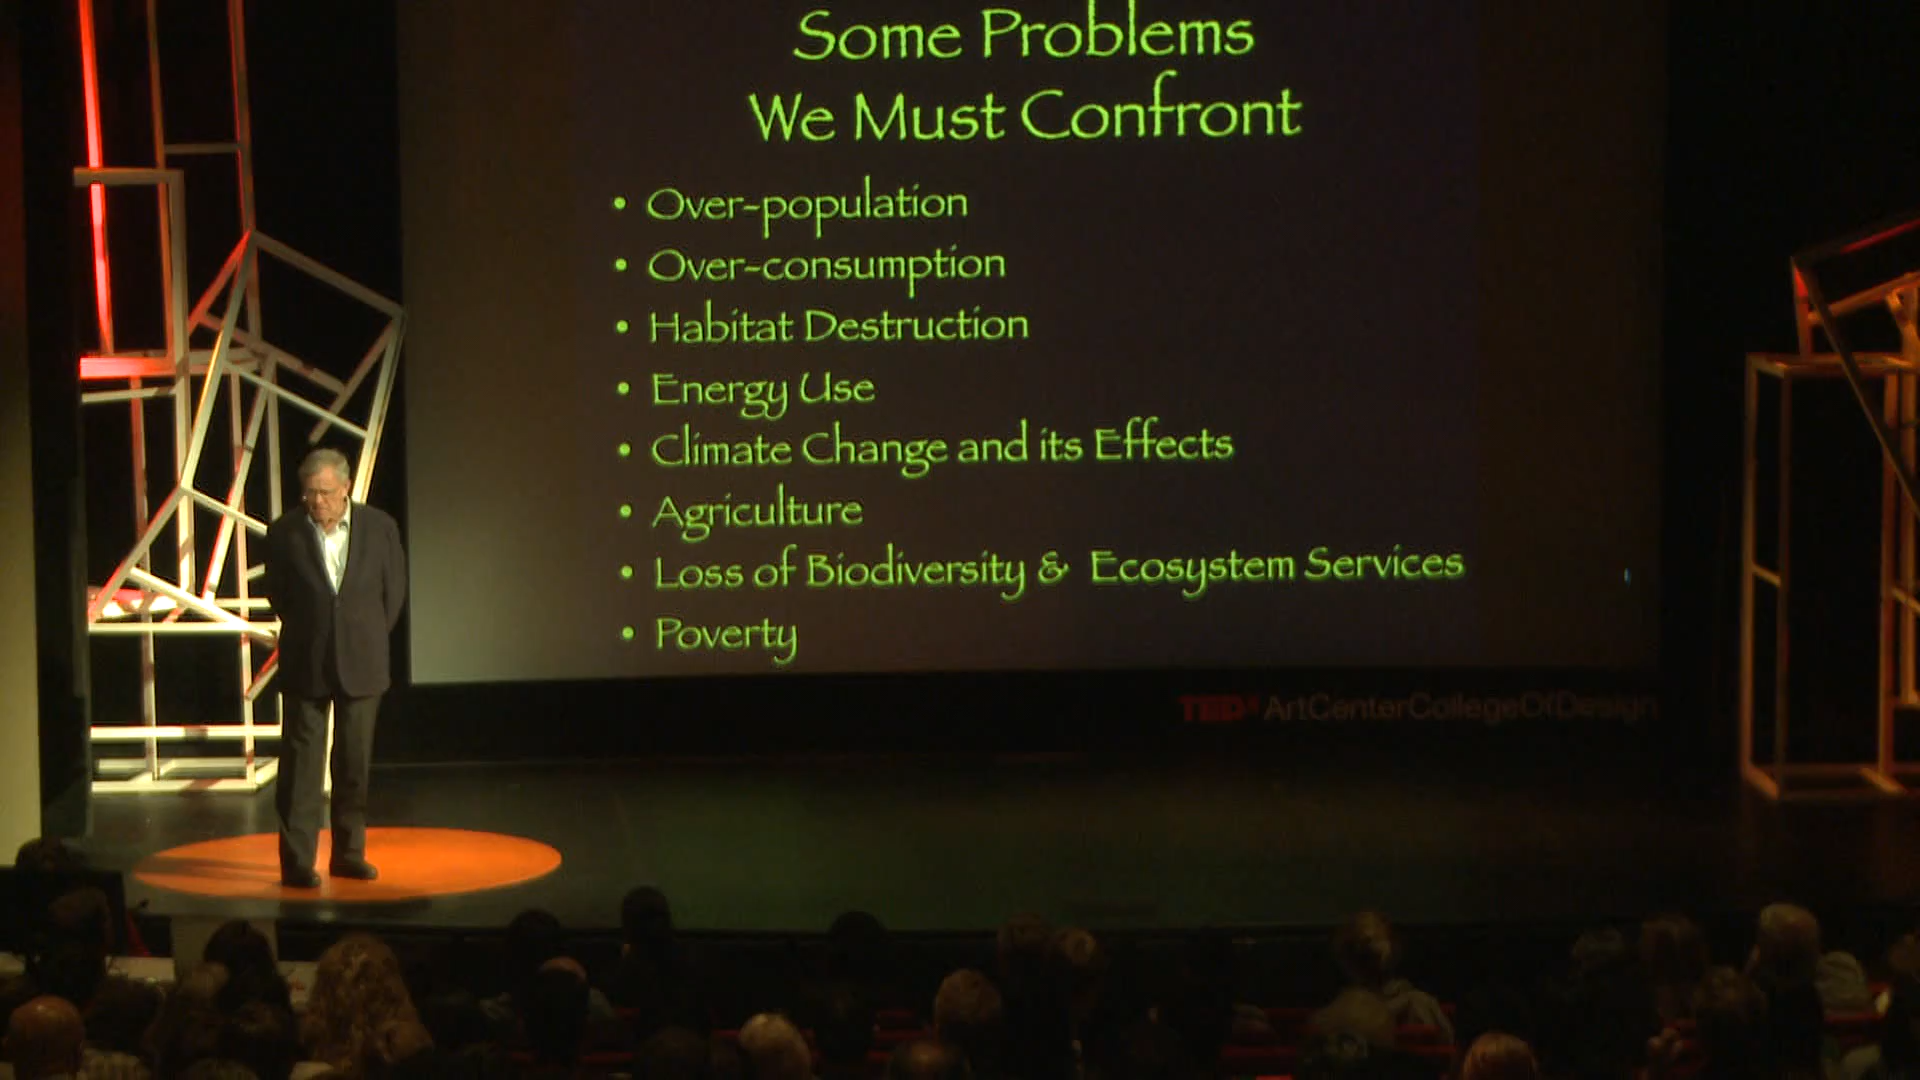 Some Problems
We Must Confront
• Over-population
• Over-consumption
• Habitat Destruction
• Energy Use
• Climate Change and its Effects
• Agriculture
• Loss of Biodiversity & Ecosystem Services
• Poverty
TEDx ArtCenterCollegeOfDesign